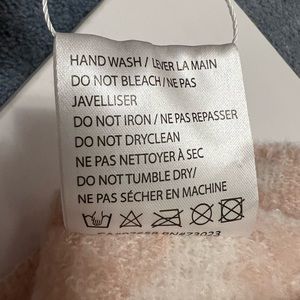 HAND WASH / LEVER LA MAIN
DO NOT BLEACH / NE PAS
JAVELLISER
DO NOT IRON / NE PAS REPASSER
DO NOT DRYCLEAN
NE PAS NETTOYER À SEC
DO NOT TUMBLE DRY/
NE PAS SÉCHER EN MACHINE